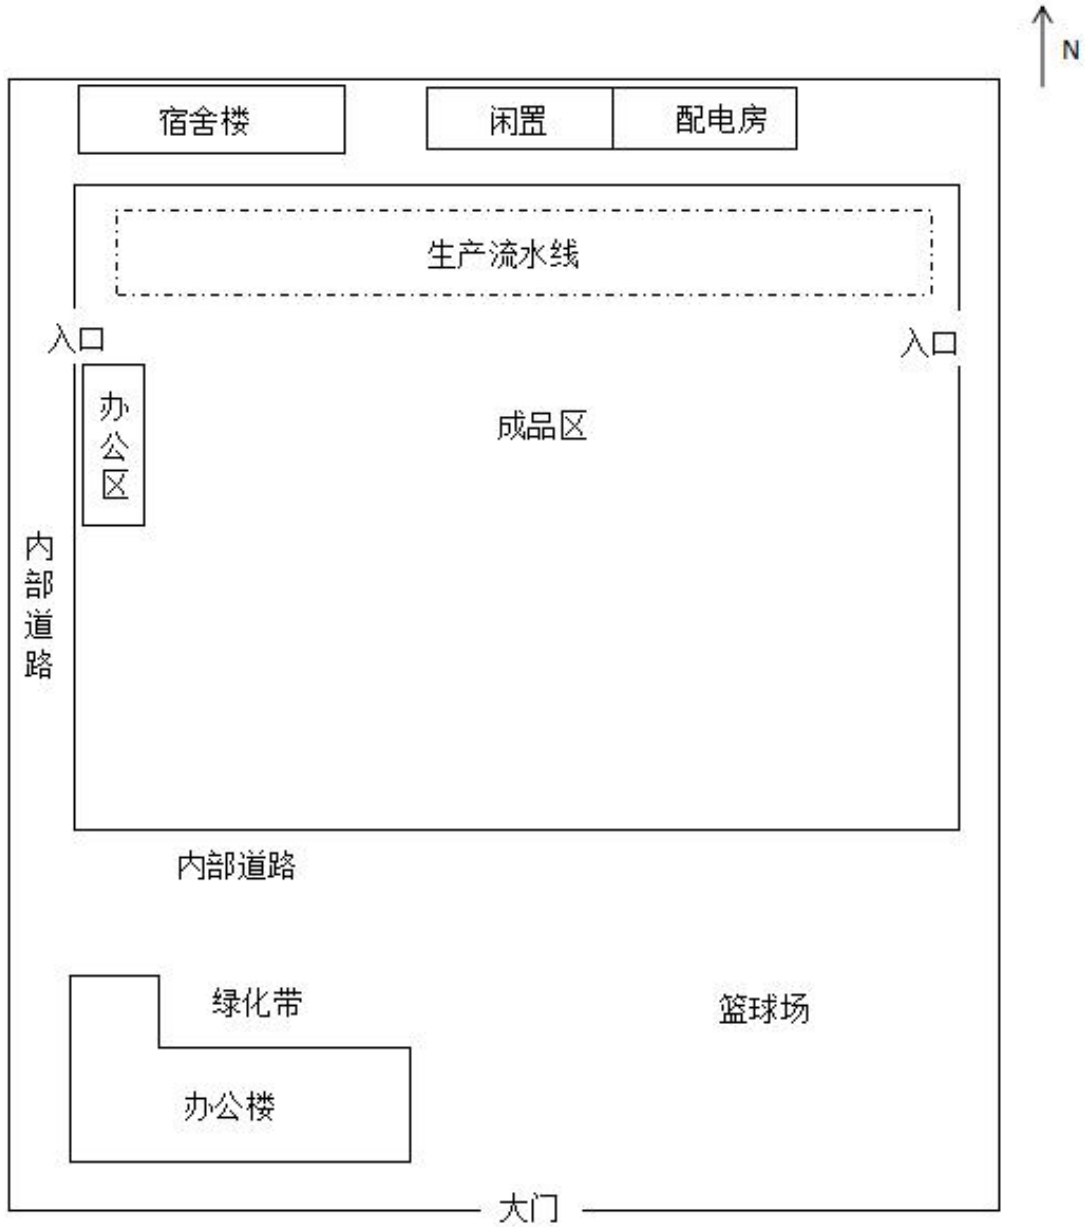 N
宿舍楼
闲置
配电房
生产流水线
入口
入口
办公区
成品区
内部道路
内部道路
绿化带
篮球场
办公楼
大门